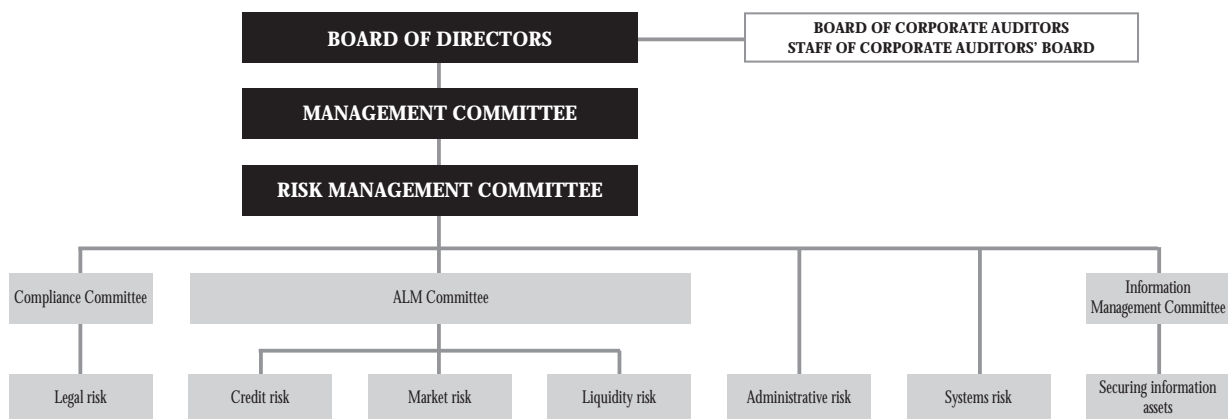 BOARD OF DIRECTORS
BOARD OF CORPORATE AUDITORS
STAFF OF CORPORATE AUDITORS’ BOARD
MANAGEMENT COMMITTEE
RISK MANAGEMENT COMMITTEE
Compliance Committee
ALM Committee
Information
Management Committee
Legal risk
Credit risk
Market risk
Liquidity risk
Administrative risk
Systems risk
Securing information
assets